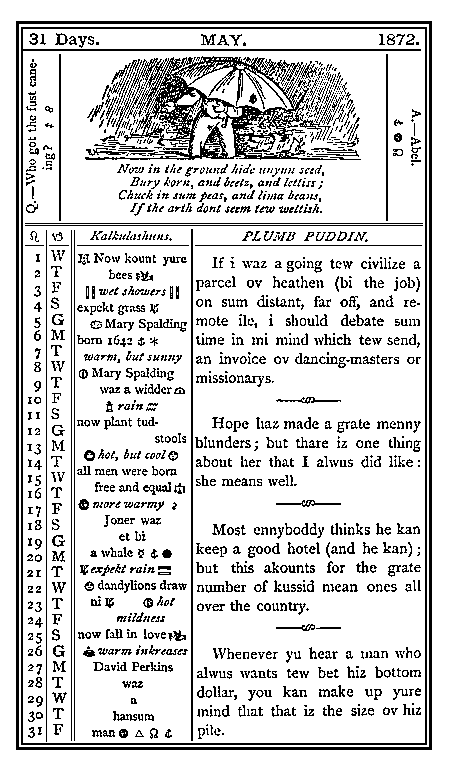 31 Days. MAY. 1872.
Q.—Who got the fust cane-
ing?
A.—Abel.
Now in the ground hide unyun seed,
Bury korn, and beetz, and lettiss;
Chuck in sum peas, and lima beans,
If the arth dont seem tew wettish.
Kalkulashuns.
1 W
2 T
3 F
4 S
5 G
6 M
7 T
8 W
9 T
10 F
11 S
12 G
13 M
14 T
15 W
16 T
17 F
18 S
19 G
20 M
21 T
22 W
23 T
24 F
25 S
26 G
27 M
28 T
29 W
30 T
31 F
Now kount yure
bees
wet showers
expekt grass
Mary Spalding
born 1642
warm, but sunny
Mary Spalding
waz a widder
rain
now plant tud-
stools
hot, but cool
all men were born
free and equal
more warmy
Joner waz
et bi
a whale
expekt rain
dandylions draw
ni hot
mildness
now fall in love
warm inkreases
David Perkins
waz
a
hansum
man
PLUMB PUDDIN.
If i waz a going tew civilize a
parcel ov heathen (bi the job)
on sum distant, far off, and re-
mote ile, i should debate sum
time in mi mind which tew send,
an invoice ov dancing-masters or
missionarys.
Hope haz made a grate menny
blunders; but thare iz one thing
about her that I alwus did like:
she means well.
Most ennyboddy thinks he kan
keep a good hotel (and he kan);
but this akounts for the grate
number of kussid mean ones all
over the country.
Whenever yu hear a man who
alwus wants tew bet hiz bottom
dollar, you kan make up yure
mind that that iz the size ov hiz
pile.